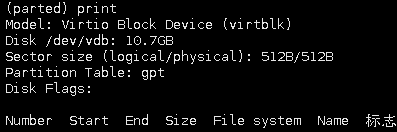 (parted) print
Model: Virtio Block Device (virtblk)
Disk /dev/vdb: 10.7GB
Sector size (logical/physical): 512B/512B
Partition Table: gpt
Disk Flags:
Number  Start  End  Size  File system  Name  标志